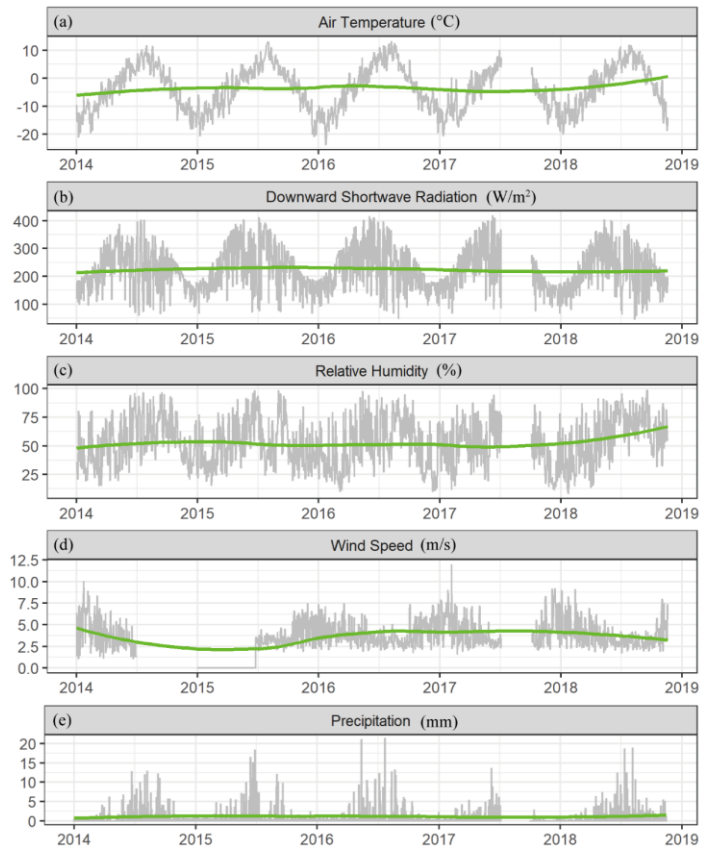 (a) Air Temperature (°C)
10
0
-10
-20
2014 2015 2016 2017 2018 2019
(b) Downward Shortwave Radiation (W/m²)
400
300
200
100
2014 2015 2016 2017 2018 2019
(c) Relative Humidity (%)
100
75
50
25
2014 2015 2016 2017 2018 2019
(d) Wind Speed (m/s)
12.5
10.0
7.5
5.0
2.5
0.0
2014 2015 2016 2017 2018 2019
(e) Precipitation (mm)
20
15
10
5
0
2014 2015 2016 2017 2018 2019